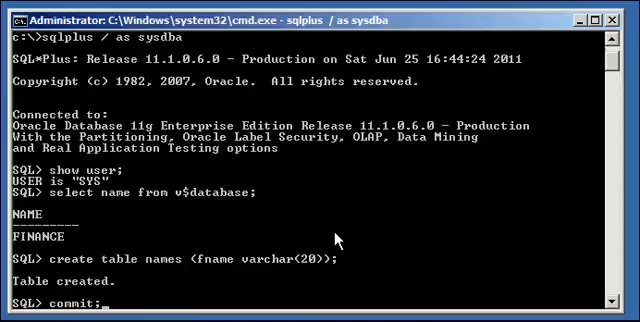 Administrator: C:\Windows\system32\cmd.exe - sqlplus / as sysdba
c:\>sqlplus / as sysdba
SQL*Plus: Release 11.1.0.6.0 - Production on Sat Jun 25 16:44:24 2011
Copyright (c) 1982, 2007, Oracle.  All rights reserved.
Connected to:
Oracle Database 11g Enterprise Edition Release 11.1.0.6.0 - Production
With the Partitioning, Oracle Label Security, OLAP, Data Mining
and Real Application Testing options
SQL> show user;
USER is "SYS"
SQL> select name from v$database;
NAME
---------
FINANCE
SQL> create table names (fname varchar(20));
Table created.
SQL> commit;